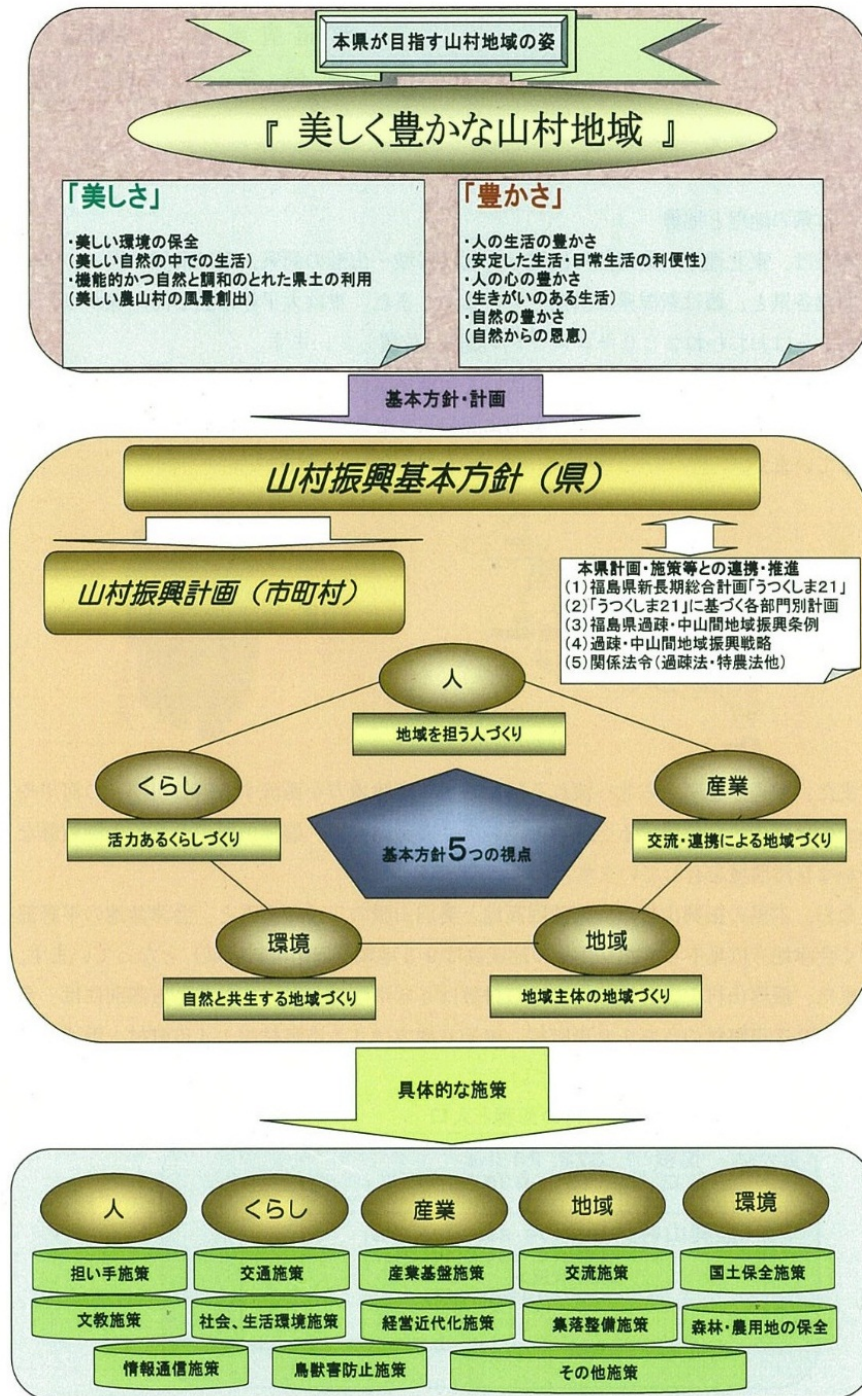 本県が目指す山村地域の姿
『 美しく豊かな山村地域 』
「美しさ」
・美しい環境の保全
(美しい自然の中での生活)
・機能的かつ自然と調和のとれた県土の利用
(美しい農山村の風景創出)
「豊かさ」
・人の生活の豊かさ
(安定した生活・日常生活の利便性)
・人の心の豊かさ
(生きがいのある生活)
・自然の豊かさ
(自然からの恩恵)
基本方針・計画
山村振興基本方針（県）
山村振興計画（市町村）
本県計画・施策等との連携・推進
(1)福島県新長期総合計画「うつくしま21」
(2)「うつくしま21」に基づく各部門別計画
(3)福島県過疎・中山間地域振興条例
(4)過疎・中山間地域振興戦略
(5)関係法令(過疎法・特農法他)
人
地域を担う人づくり
くらし
活力あるくらしづくり
産業
交流・連携による地域づくり
基本方針5つの視点
環境
自然と共生する地域づくり
地域
地域主体の地域づくり
具体的な施策
人
くらし
産業
地域
環境
担い手施策
交通施策
産業基盤施策
交流施策
国土保全施策
文教施策
社会、生活環境施策
経営近代化施策
集落整備施策
森林・農用地の保全
情報通信施策
鳥獣害防止施策
その他施策